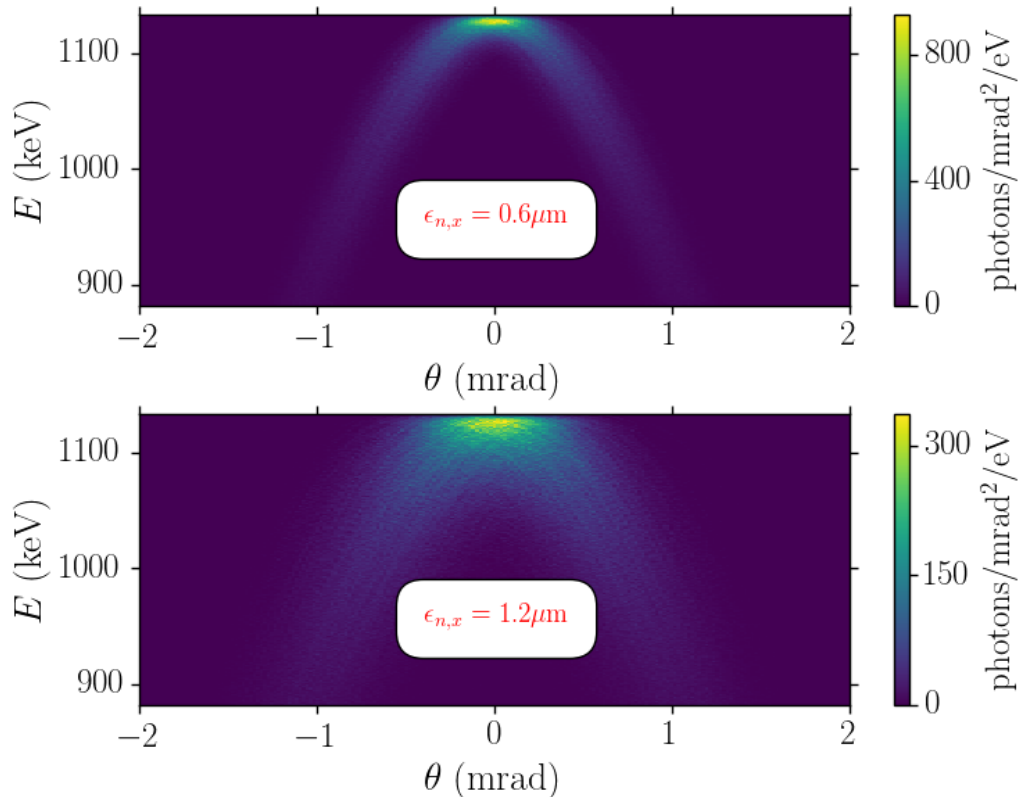 1100
1000
900
E (keV)
−2
−1
0
1
2
θ (mrad)
ϵn,x = 0.6μm
800
400
0
photons/mrad²/eV
1100
1000
900
E (keV)
−2
−1
0
1
2
θ (mrad)
ϵn,x = 1.2μm
300
150
0
photons/mrad²/eV